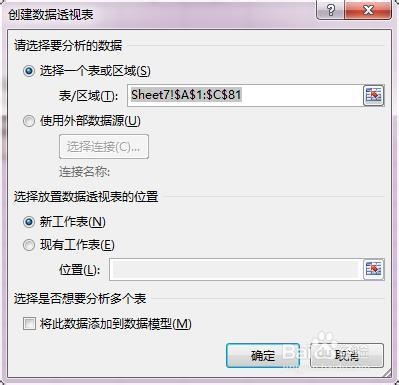 创建数据透视表
请选择要分析的数据
选择一个表或区域(S)
表/区域(T): Sheet7!$A$1:$C$81
使用外部数据源(U)
选择连接(C)...
连接名称:
选择放置数据透视表的位置
新工作表(N)
现有工作表(E)
位置(L):
选择是否想要分析多个表
将此数据添加到数据模型(M)
确定 取消
Baidu 经验